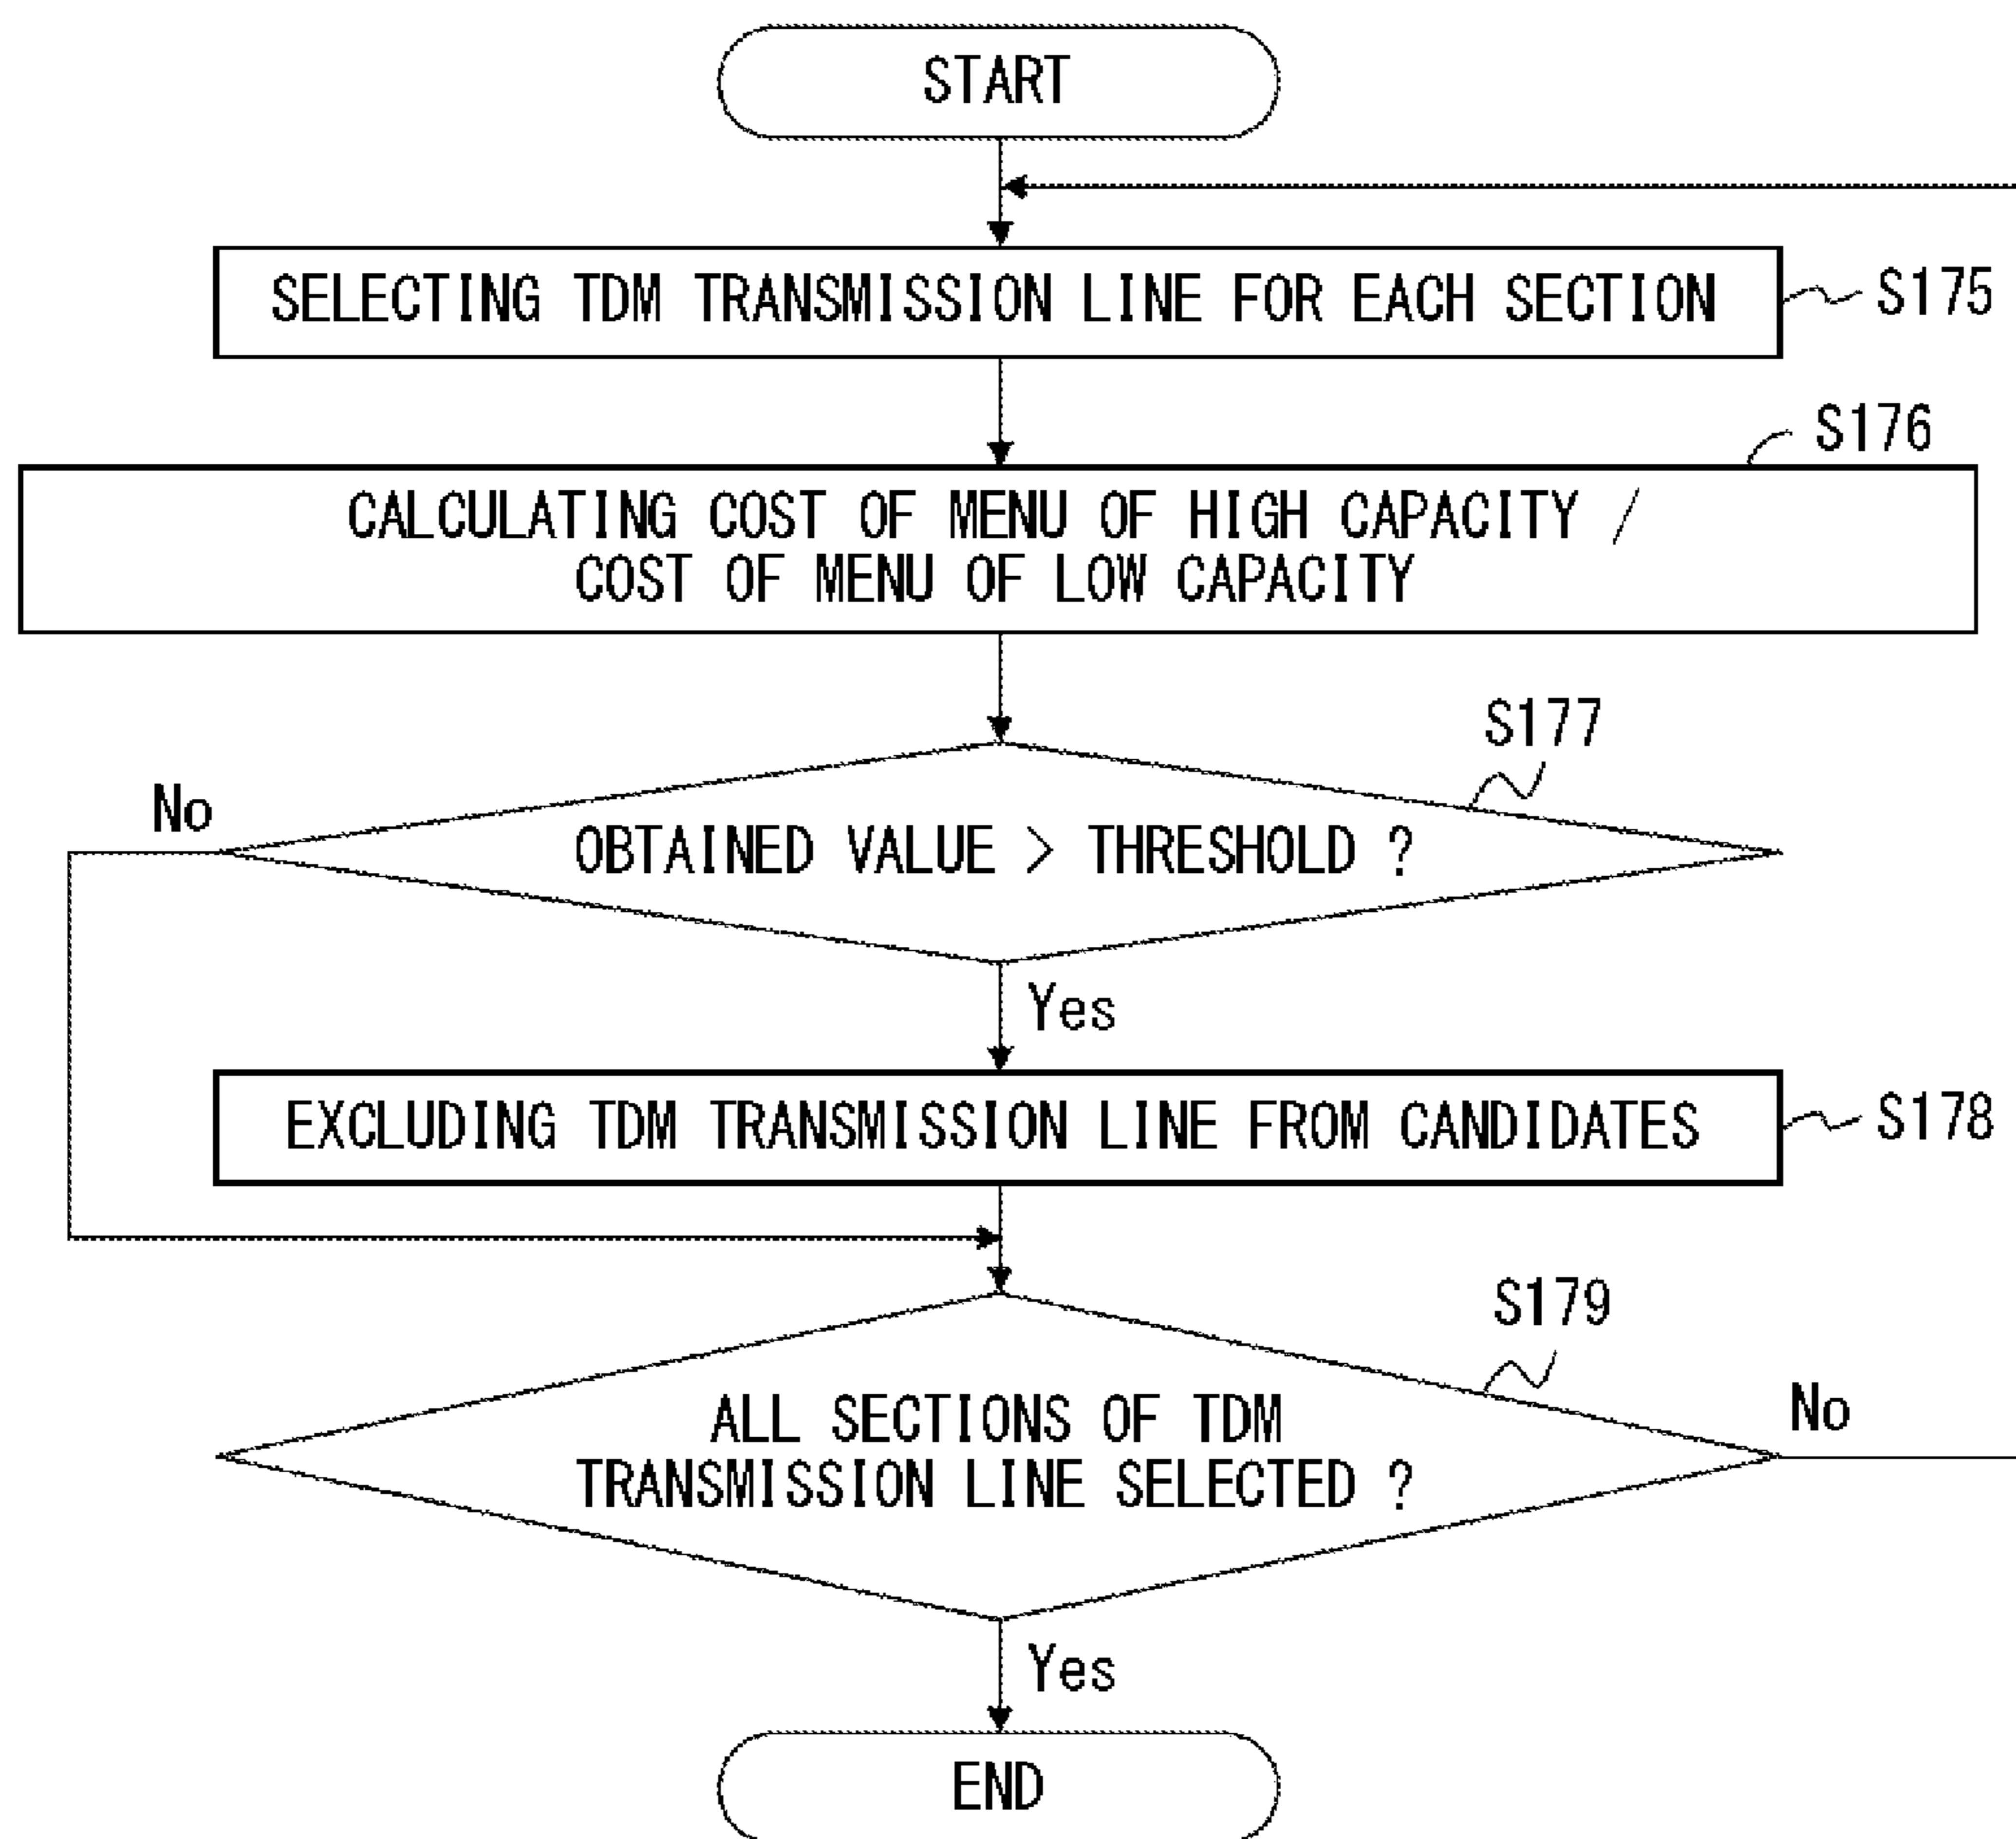 START
SELECTING TDM TRANSMISSION LINE FOR EACH SECTION
S175
S176
CALCULATING COST OF MENU OF HIGH CAPACITY /
COST OF MENU OF LOW CAPACITY
S177
No
OBTAINED VALUE > THRESHOLD ?
Yes
EXCLUDING TDM TRANSMISSION LINE FROM CANDIDATES
S178
S179
ALL SECTIONS OF TDM
TRANSMISSION LINE SELECTED ?
No
Yes
END